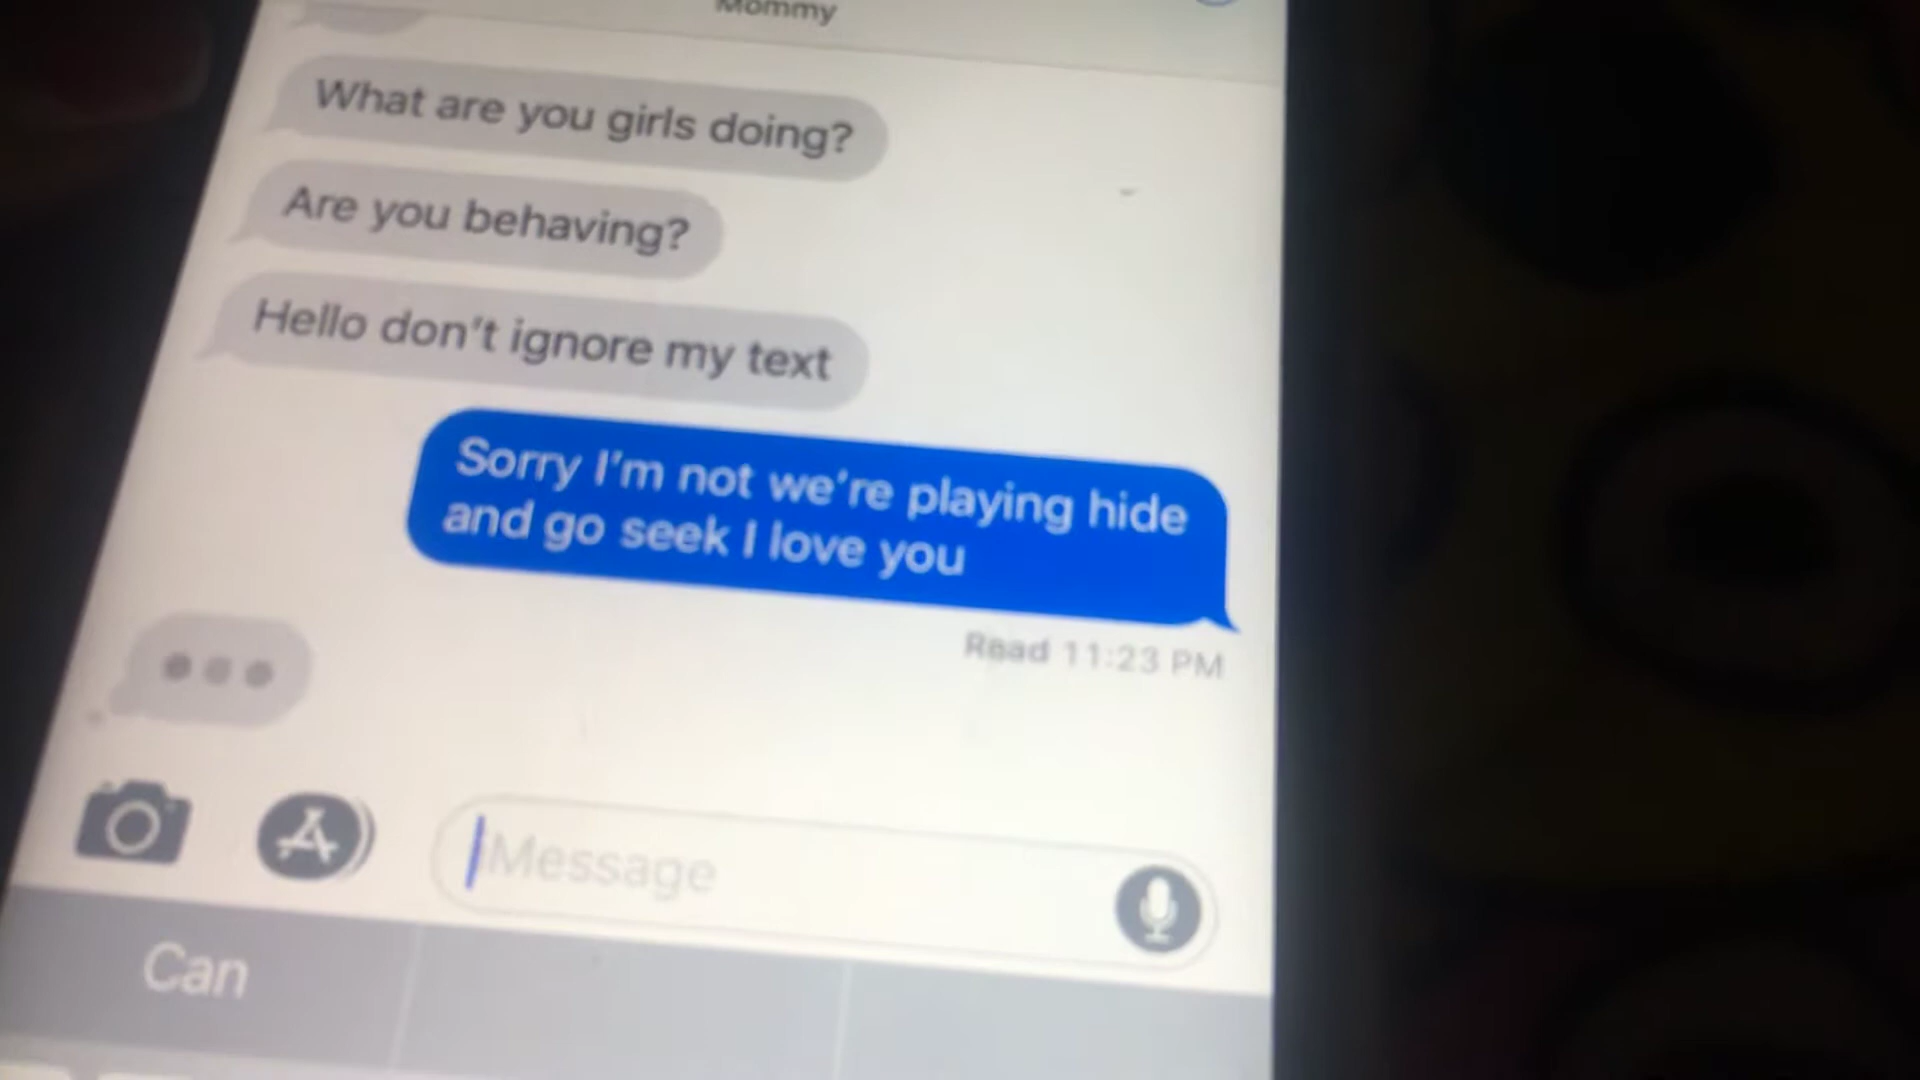 Mommy
What are you girls doing?
Are you behaving?
Hello don't ignore my text
Sorry I'm not we're playing hide
and go seek I love you
Read 11:23 PM
iMessage
Can